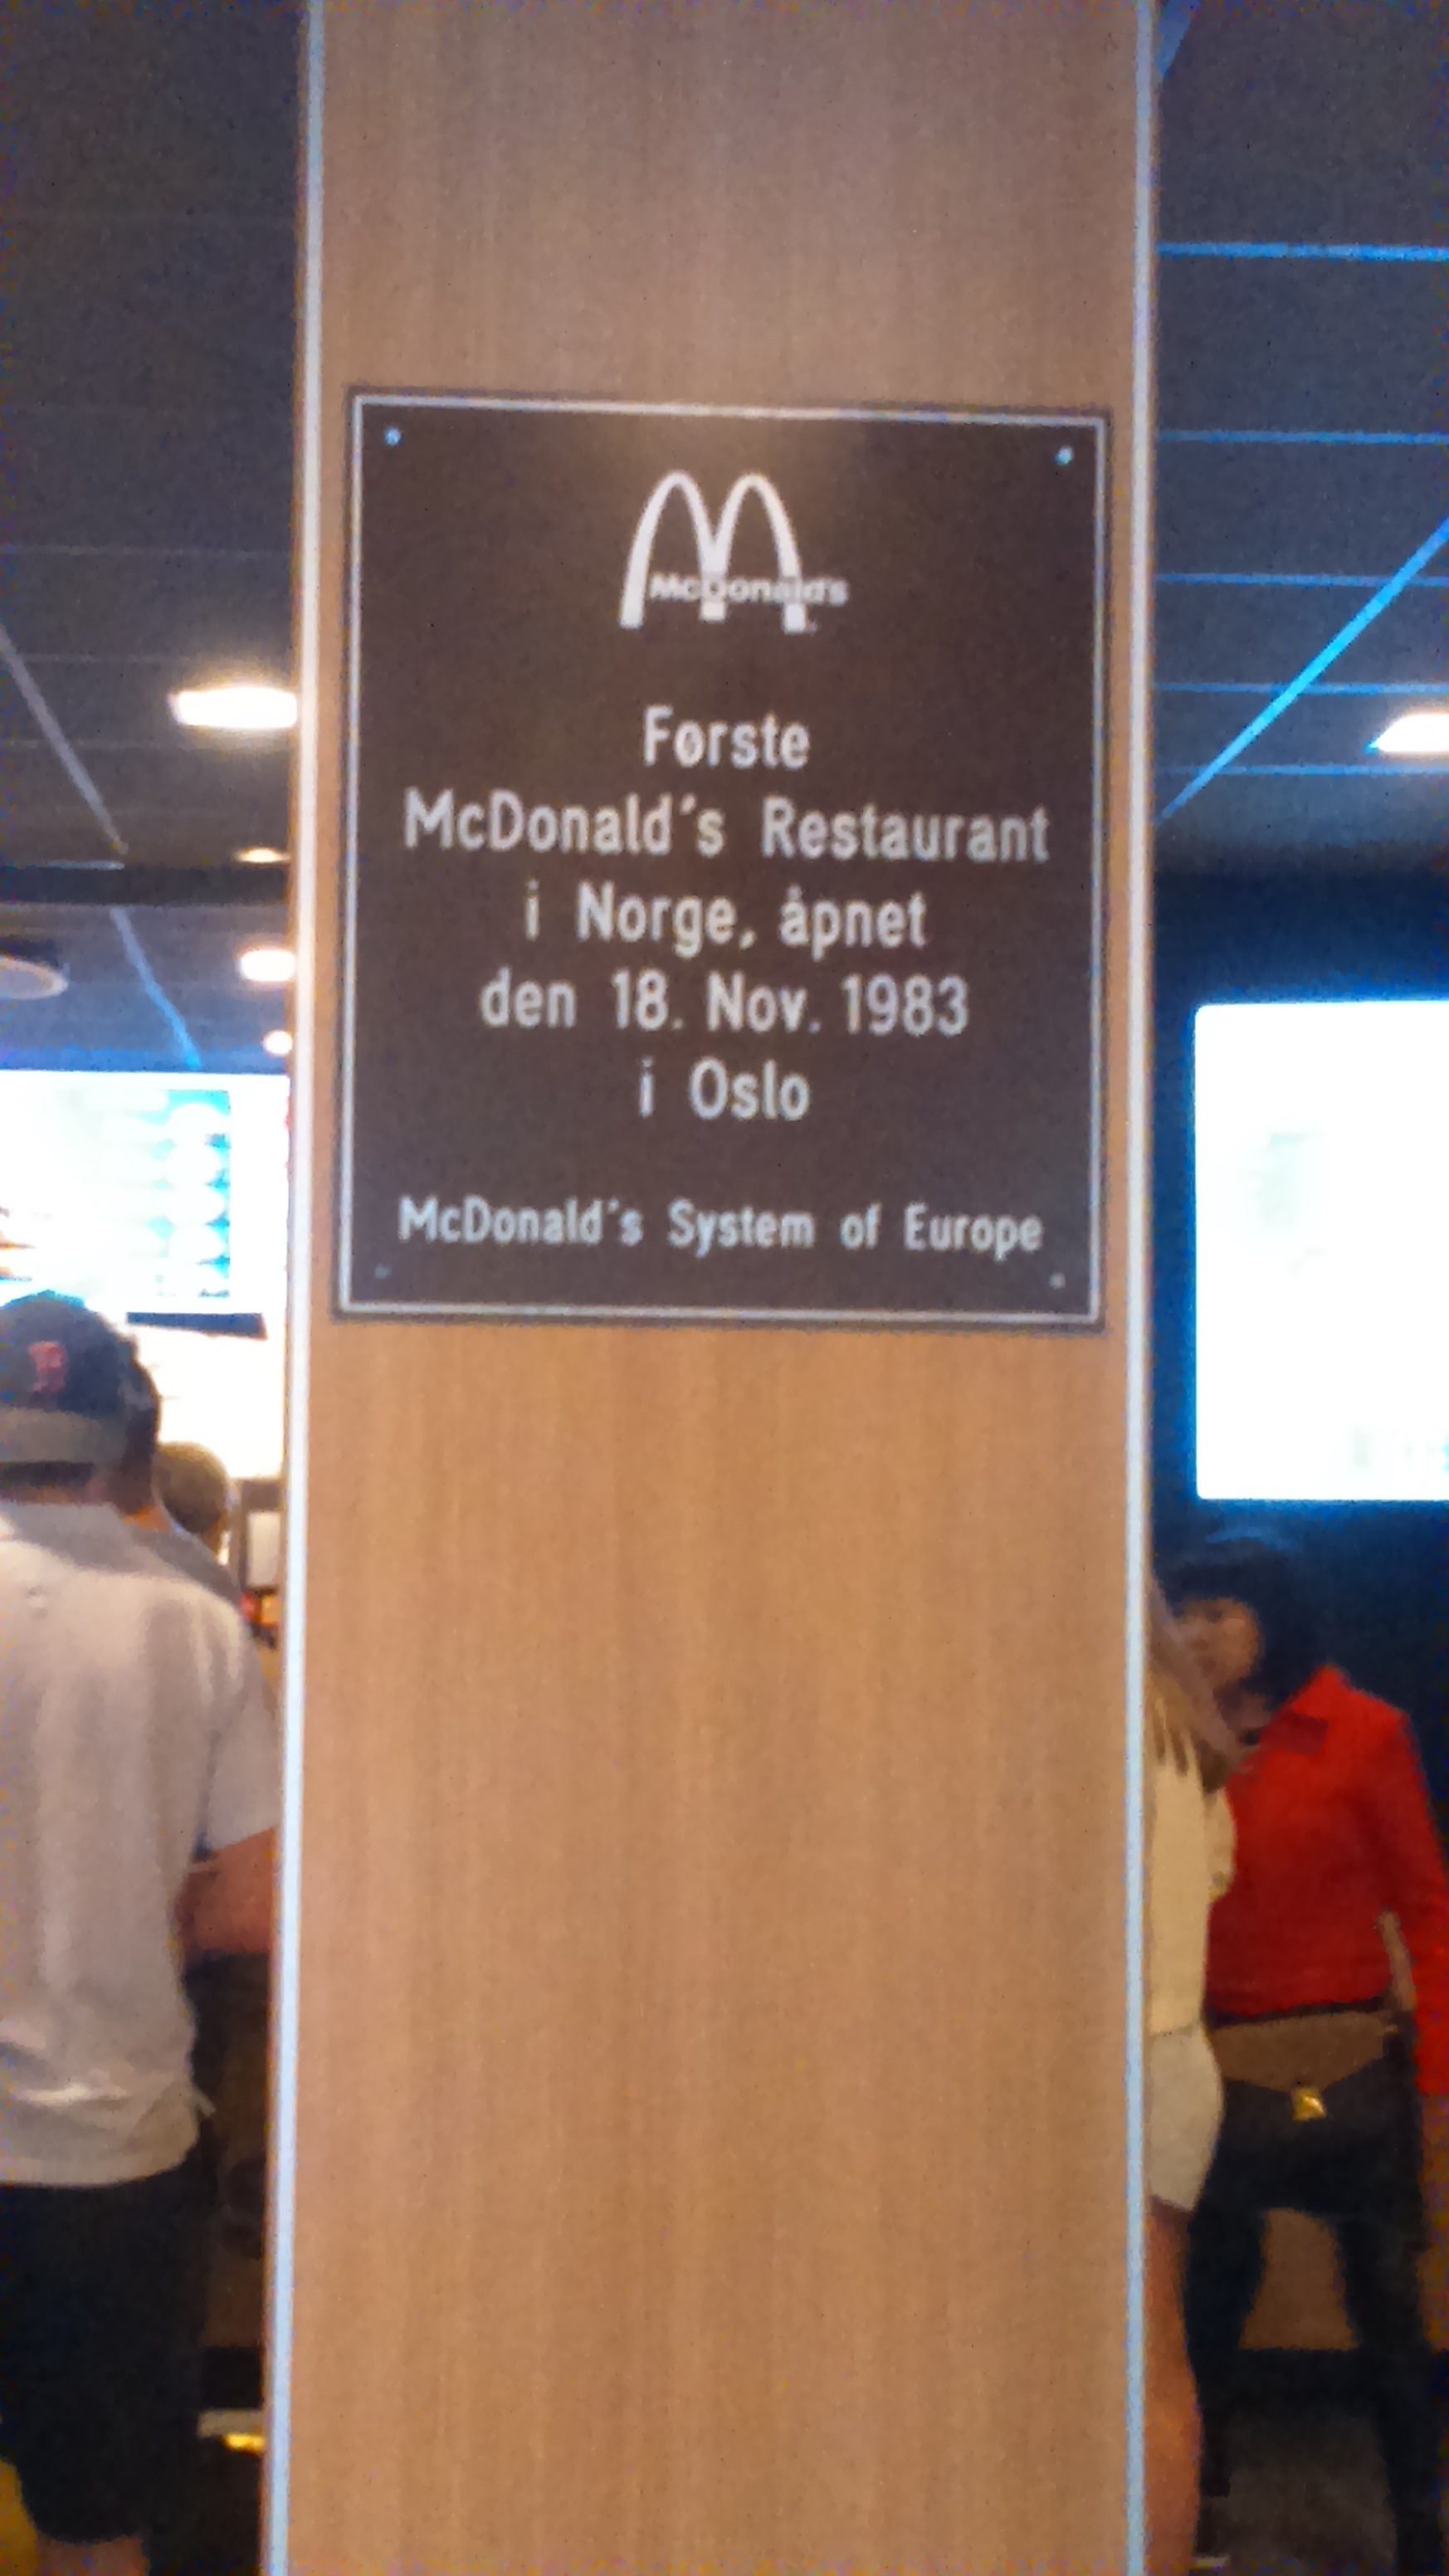 McDonald's
Første
McDonald´s Restaurant
i Norge, åpnet
den 18. Nov. 1983
i Oslo
McDonald´s System of Europe